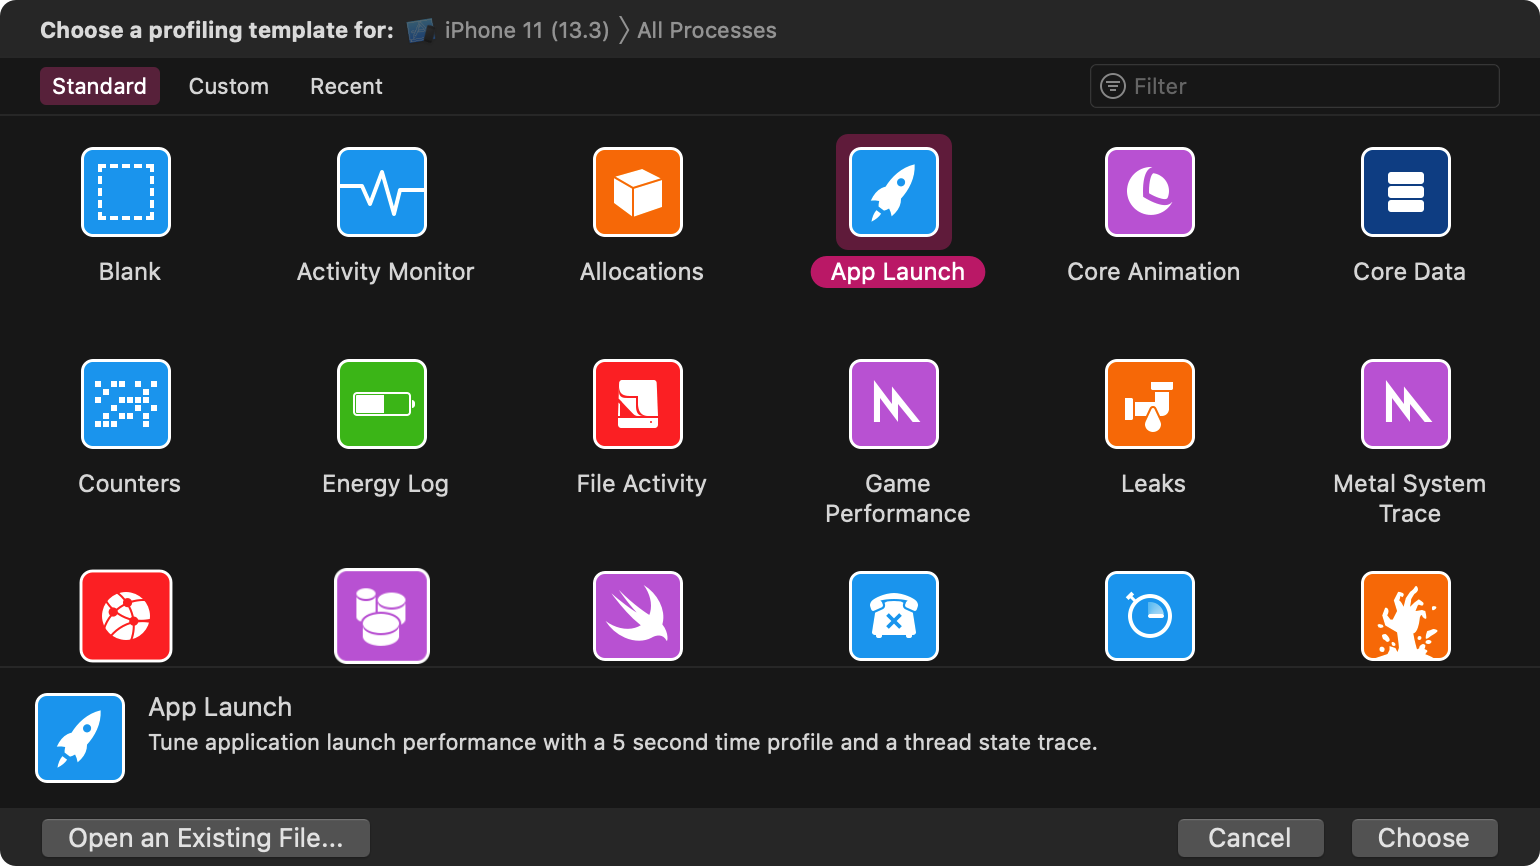 Choose a profiling template for: iPhone 11 (13.3) 〉 All Processes
Standard Custom Recent Filter
Blank Activity Monitor Allocations App Launch Core Animation Core Data
Counters Energy Log File Activity Game Performance Leaks Metal System Trace
App Launch
Tune application launch performance with a 5 second time profile and a thread state trace.
Open an Existing File... Cancel Choose